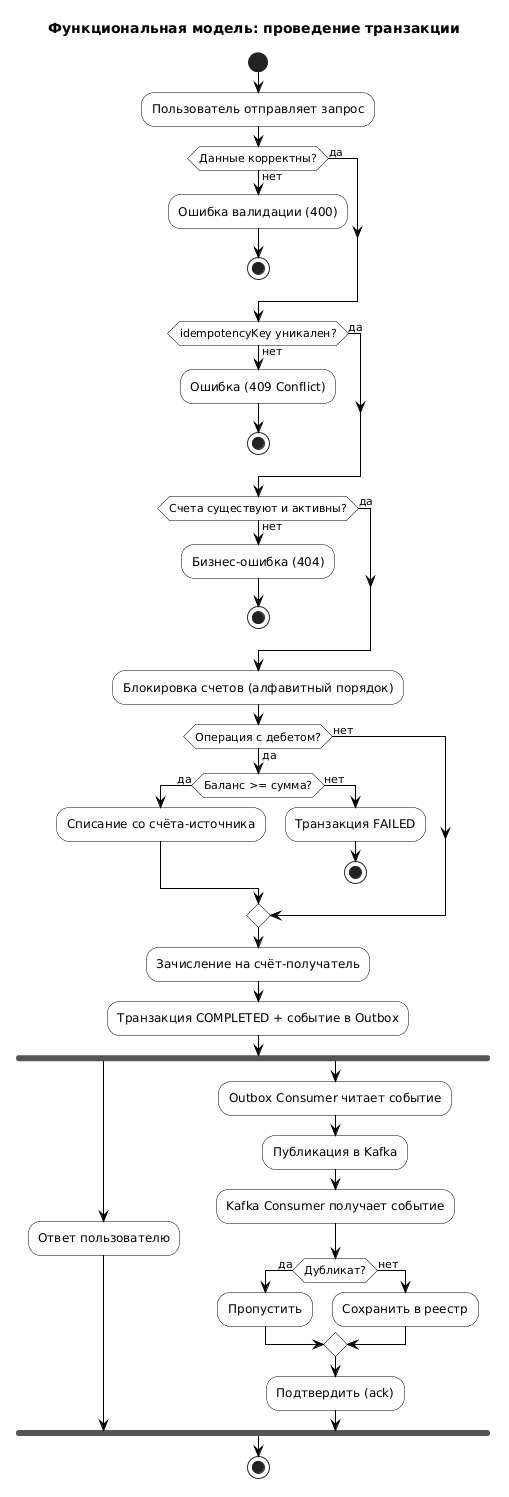 Функциональная модель: проведение транзакции
Пользователь отправляет запрос
Данные корректны?
да
нет
Ошибка валидации (400)
idempotencyKey уникален?
да
нет
Ошибка (409 Conflict)
Счета существуют и активны?
да
нет
Бизнес-ошибка (404)
Блокировка счетов (алфавитный порядок)
Операция с дебетом?
нет
да
да
Баланс >= сумма?
нет
Списание со счёта-источника
Транзакция FAILED
Зачисление на счёт-получатель
Транзакция COMPLETED + событие в Outbox
Outbox Consumer читает событие
Публикация в Kafka
Kafka Consumer получает событие
Ответ пользователю
да
Дубликат?
нет
Пропустить
Сохранить в реестр
Подтвердить (ack)